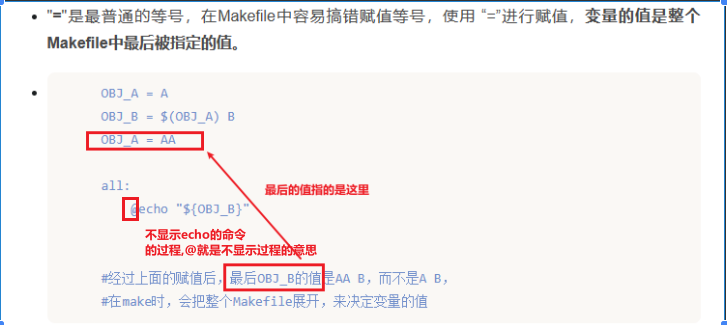 "="是最普通的等号，在Makefile中容易搞错赋值等号，使用 “=”进行赋值，变量的值是整个
Makefile中最后被指定的值。
OBJ_A = A
OBJ_B = $(OBJ_A) B
OBJ_A = AA
all:
@echo "${OBJ_B}"
最后的值指的是这里
不显示echo的命令
的过程,@就是不显示过程的意思
#经过上面的赋值后，最后OBJ_B的值是AA B，而不是A B，
#在make时，会把整个Makefile展开，来决定变量的值